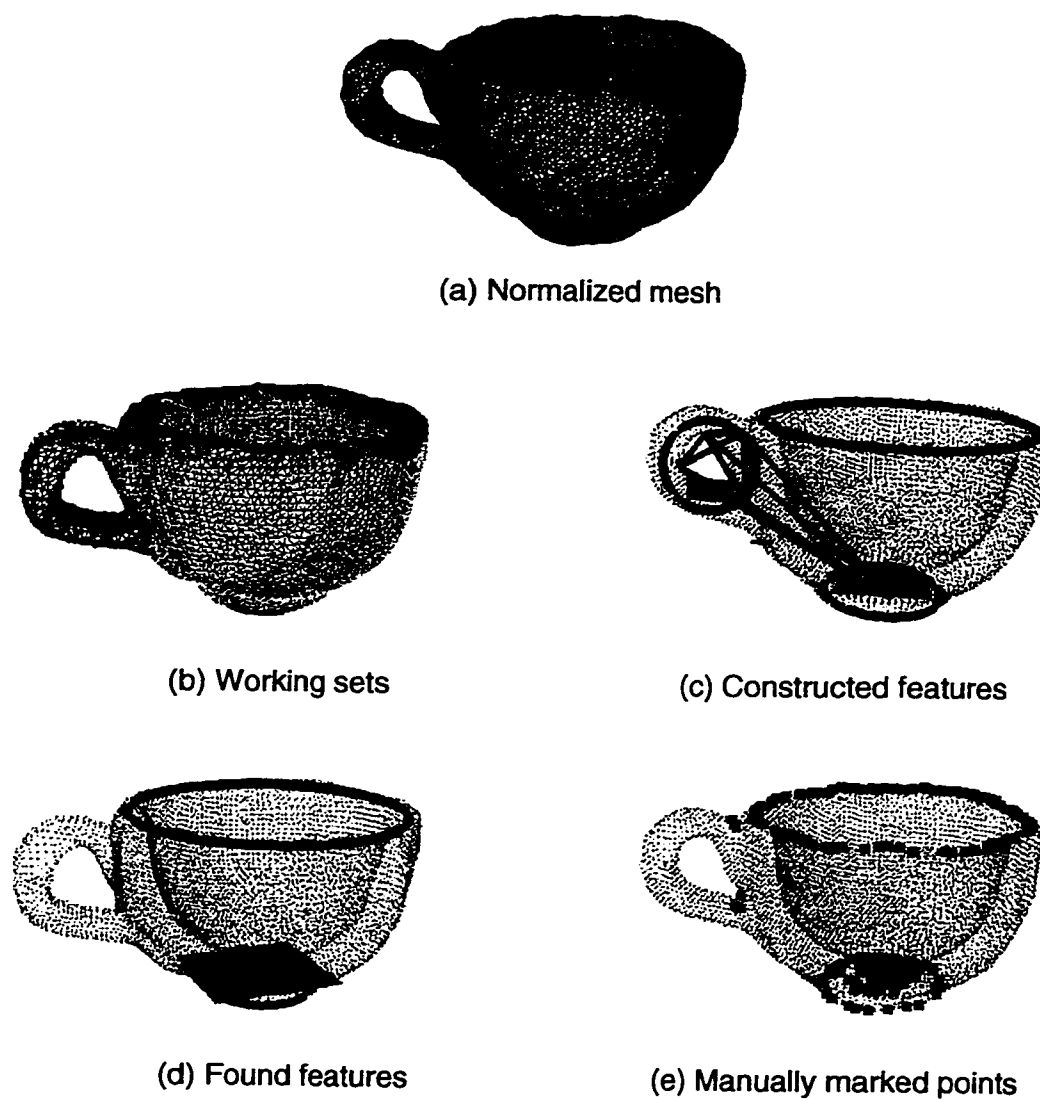 (a) Normalized mesh
(b) Working sets
(c) Constructed features
(d) Found features
(e) Manually marked points